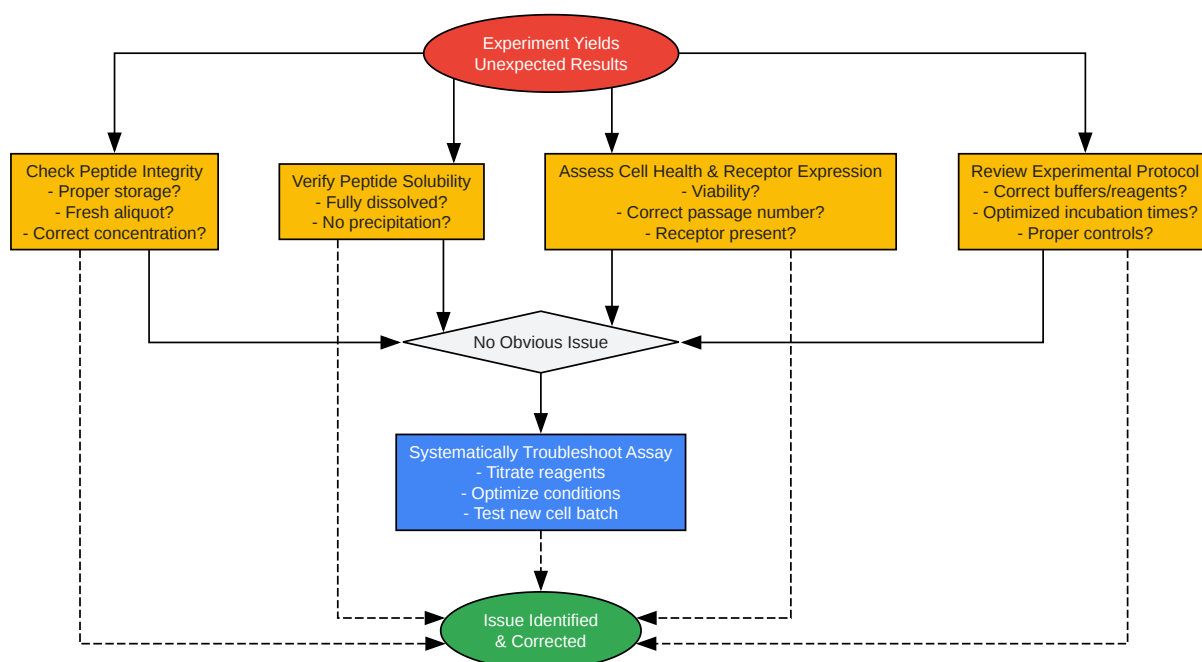 Experiment Yields
Unexpected Results
Check Peptide Integrity
- Proper storage?
- Fresh aliquot?
- Correct concentration?
Verify Peptide Solubility
- Fully dissolved?
- No precipitation?
Assess Cell Health & Receptor Expression
- Viability?
- Correct passage number?
- Receptor present?
Review Experimental Protocol
- Correct buffers/reagents?
- Optimized incubation times?
- Proper controls?
No Obvious Issue
Systematically Troubleshoot Assay
- Titrate reagents
- Optimize conditions
- Test new cell batch
Issue Identified
& Corrected